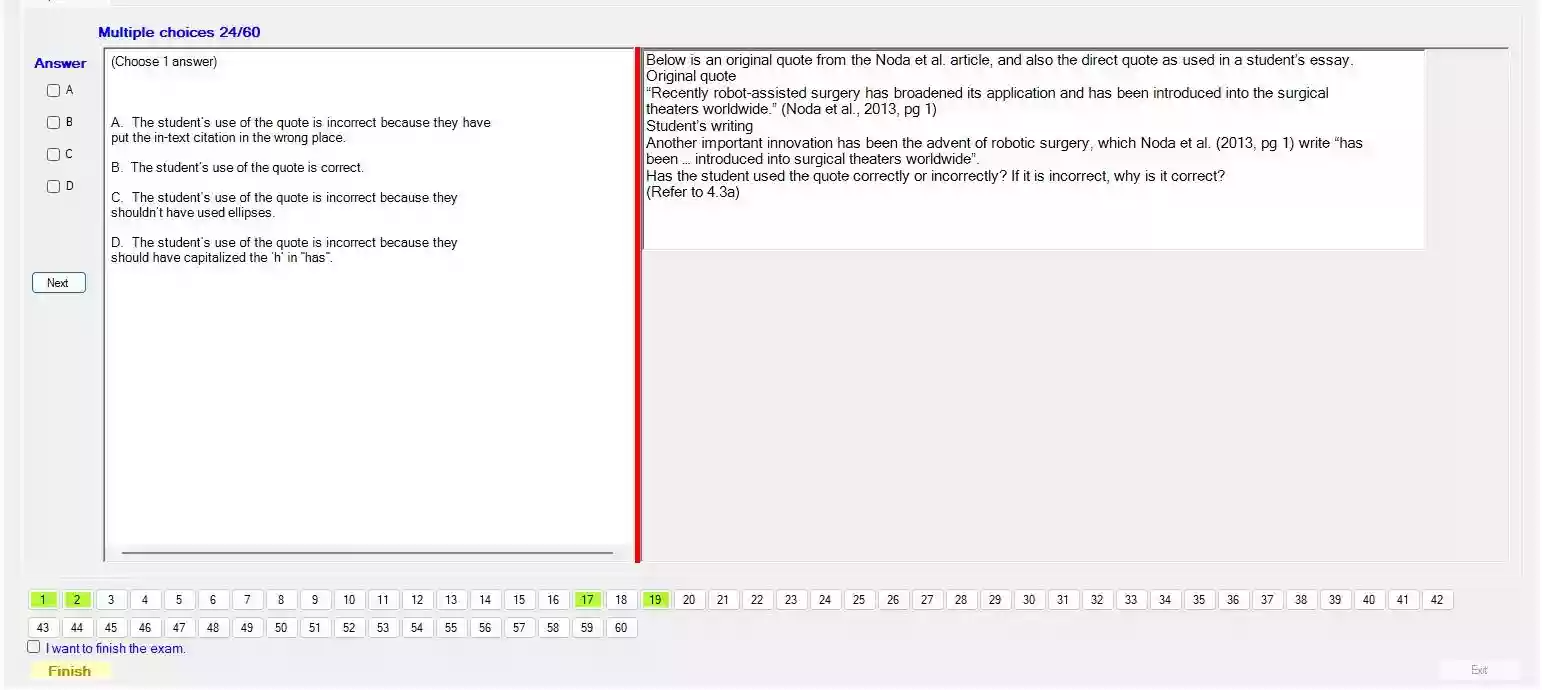 Multiple choices 24/60
Answer
(Choose 1 answer)
A
B
C
D
A. The student's use of the quote is incorrect because they have
put the in-text citation in the wrong place.
B. The student's use of the quote is correct.
C. The student's use of the quote is incorrect because they
shouldn't have used ellipses.
D. The student's use of the quote is incorrect because they
should have capitalized the 'h' in "has".
Next
Below is an original quote from the Noda et al. article, and also the direct quote as used in a student's essay.
Original quote
“Recently robot-assisted surgery has broadened its application and has been introduced into the surgical
theaters worldwide.” (Noda et al., 2013, pg 1)
Student's writing
Another important innovation has been the advent of robotic surgery, which Noda et al. (2013, pg 1) write “has
been ... introduced into surgical theaters worldwide”.
Has the student used the quote correctly or incorrectly? If it is incorrect, why is it correct?
(Refer to 4.3a)
1 2 3 4 5 6 7 8 9 10 11 12 13 14 15 16 17 18 19 20 21 22 23 24 25 26 27 28 29 30 31 32 33 34 35 36 37 38 39 40 41 42
43 44 45 46 47 48 49 50 51 52 53 54 55 56 57 58 59 60
I want to finish the exam.
Finish
Exit